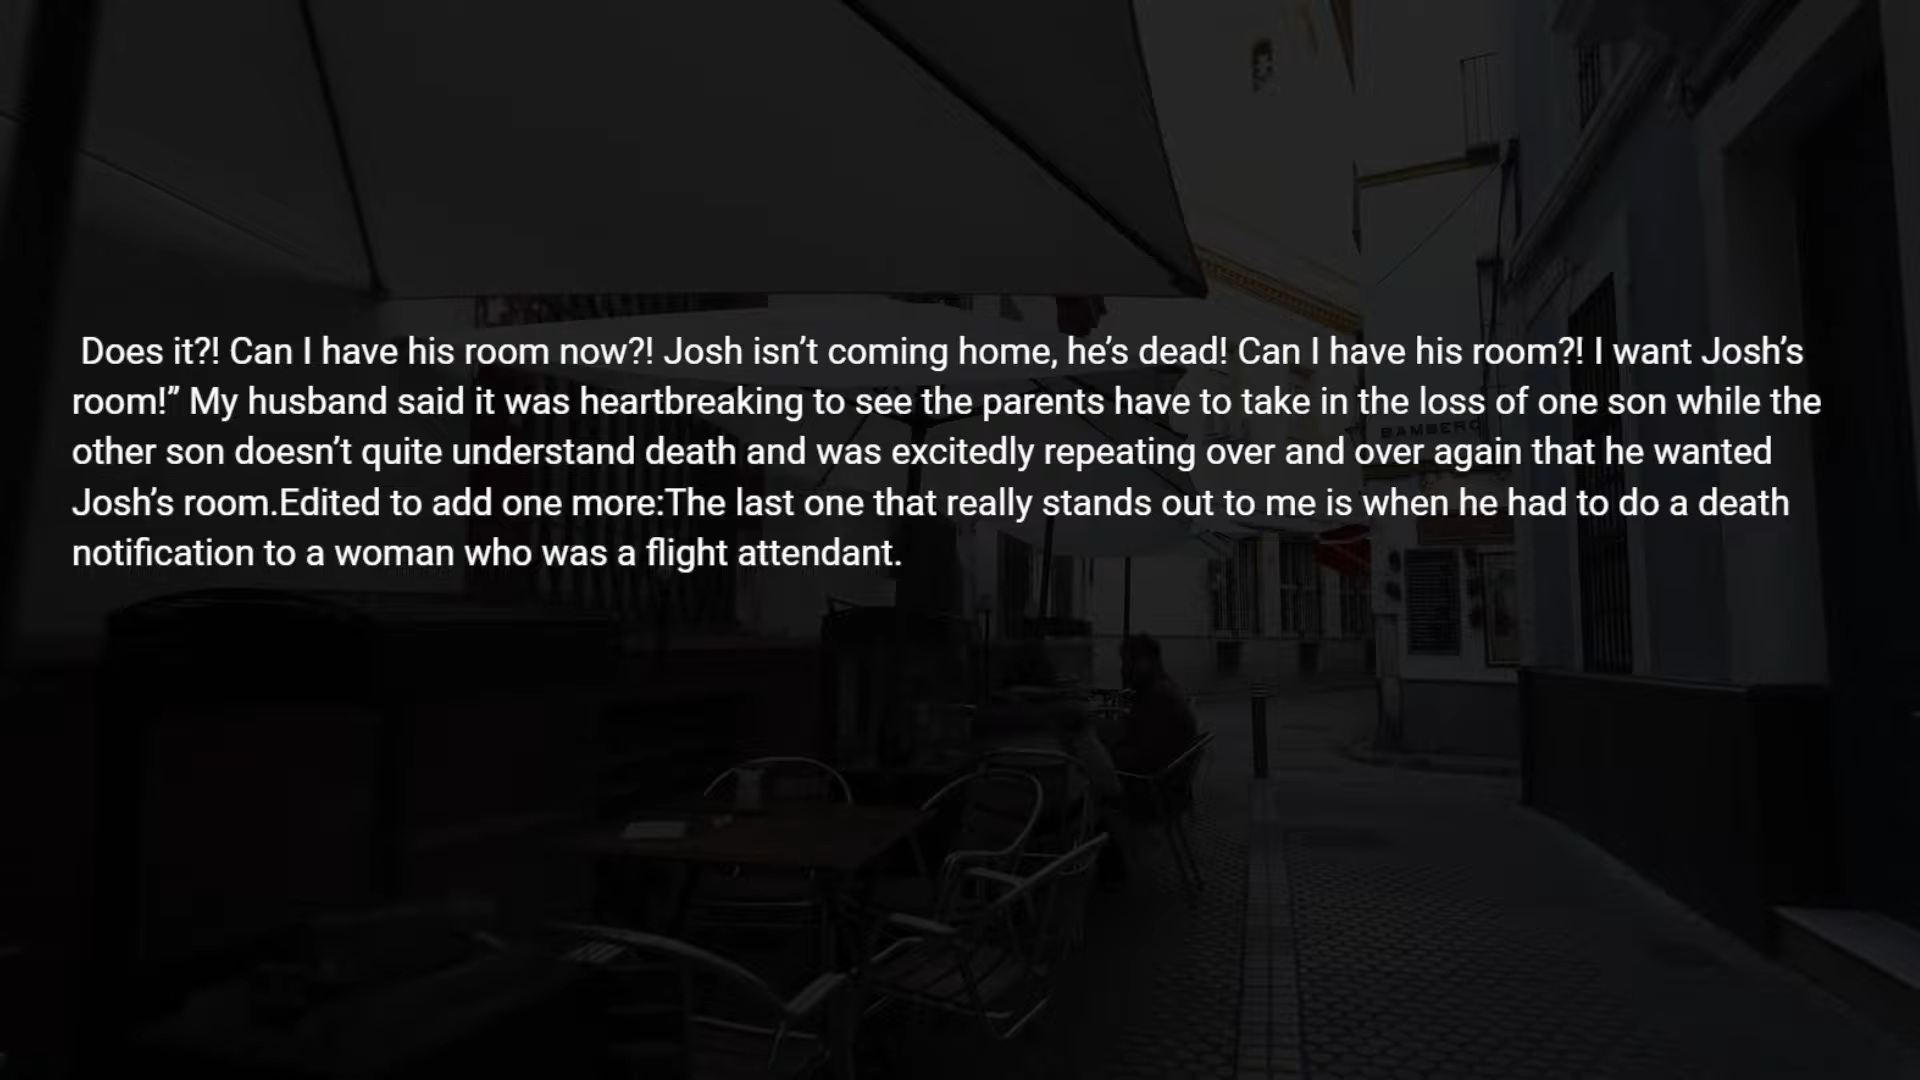 Does it?! Can I have his room now?! Josh isn’t coming home, he’s dead! Can I have his room?! I want Josh’s
room!” My husband said it was heartbreaking to see the parents have to take in the loss of one son while the
other son doesn’t quite understand death and was excitedly repeating over and over again that he wanted
Josh’s room.Edited to add one more:The last one that really stands out to me is when he had to do a death
notification to a woman who was a flight attendant.
BAMBERG